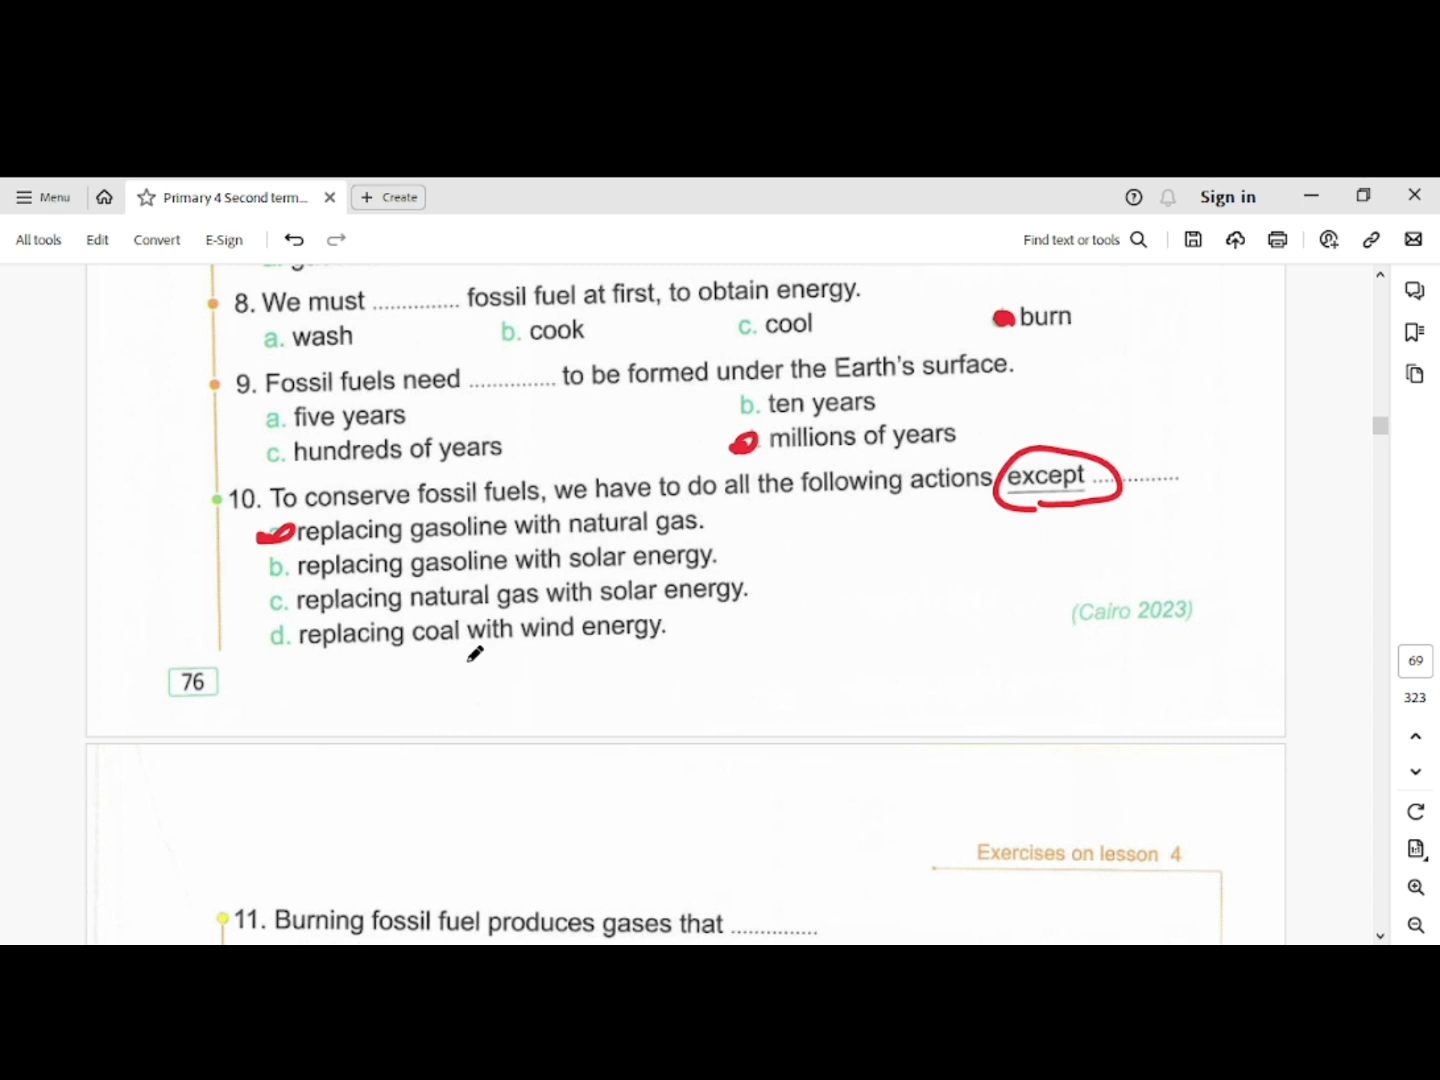 Menu
Primary 4 Second term...
Create
Sign in
All tools
Edit
Convert
E-Sign
Find text or tools
8. We must .............. fossil fuel at first, to obtain energy.
a. wash
b. cook
c. cool
burn
9. Fossil fuels need .............. to be formed under the Earth's surface.
a. five years
b. ten years
c. hundreds of years
millions of years
10. To conserve fossil fuels, we have to do all the following actions except ..............
replacing gasoline with natural gas.
b. replacing gasoline with solar energy.
c. replacing natural gas with solar energy.
d. replacing coal with wind energy.
(Cairo 2023)
76
69
323
Exercises on lesson 4
11. Burning fossil fuel produces gases that ..............